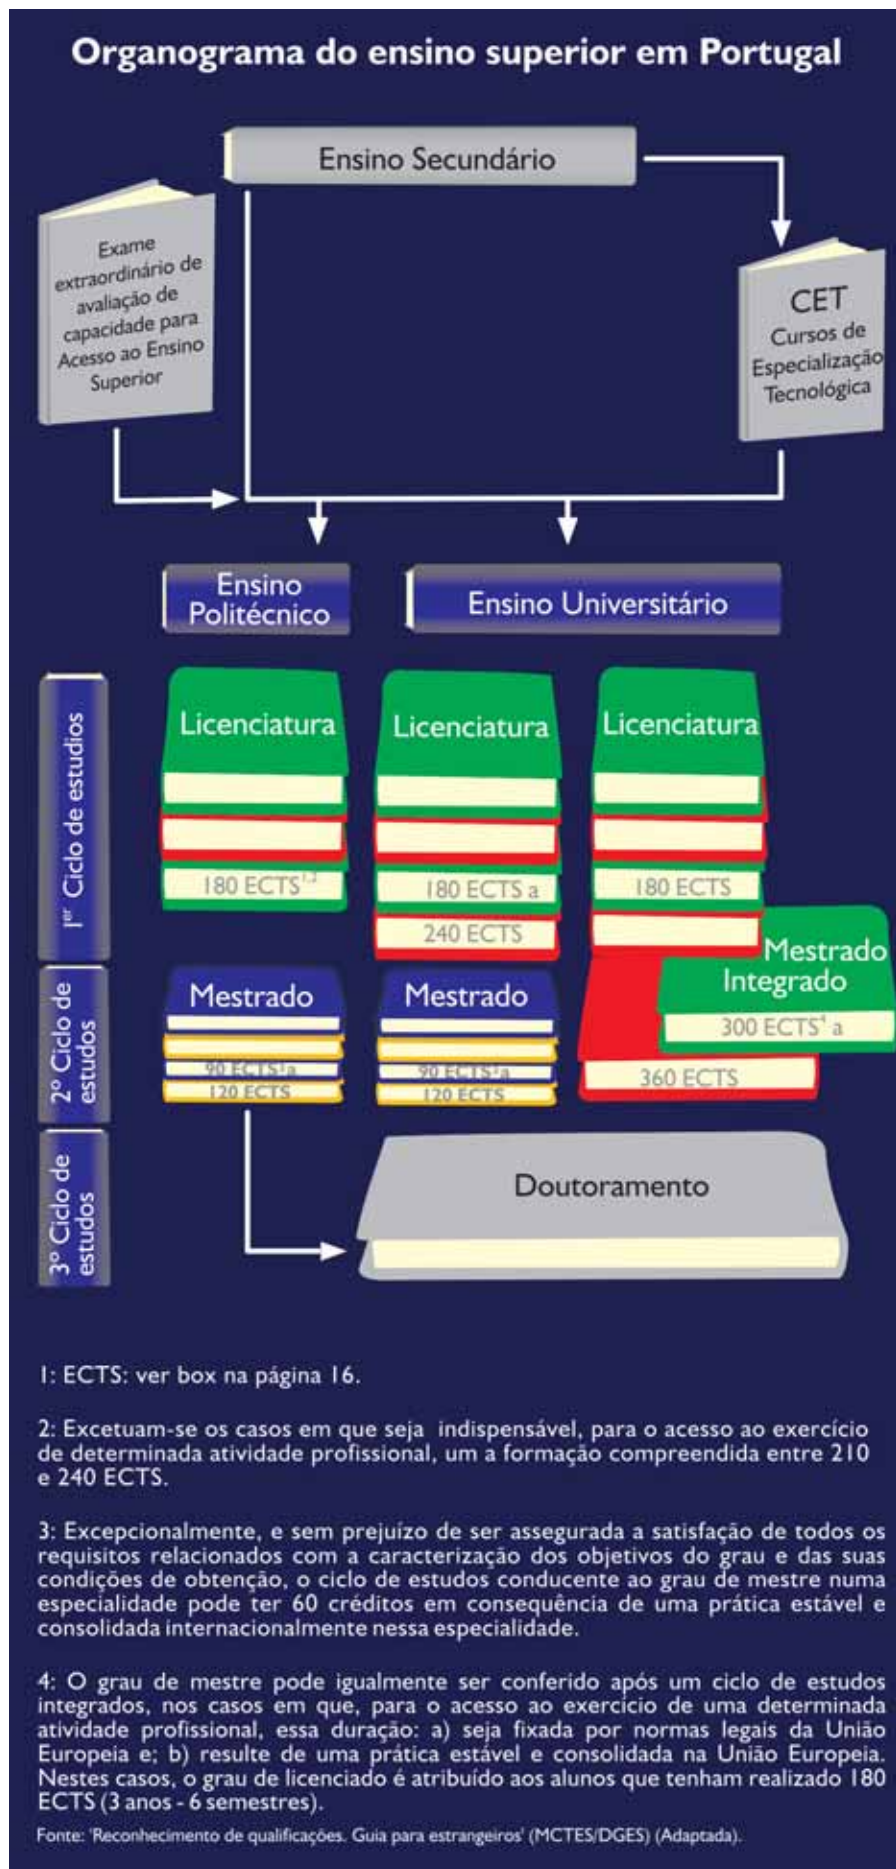 Organograma do ensino superior em Portugal
Ensino Secundário
Exame
extraordinário de
avaliação de
capacidade para
Acesso ao Ensino
Superior
CET
Cursos de
Especialização
Tecnológica
Ensino
Politécnico
Ensino Universitário
1er Ciclo de estudios
Licenciatura
180 ECTS1,2
Licenciatura
180 ECTS a
240 ECTS
Licenciatura
180 ECTS
Mestrado
Integrado
300 ECTS4 a
360 ECTS
2º Ciclo de
estudos
Mestrado
90 ECTS3a
120 ECTS
Mestrado
90 ECTS3a
120 ECTS
3º Ciclo de
estudos
Doutoramento
1: ECTS: ver box na página 16.
2: Excetuam-se os casos em que seja indispensável, para o acesso ao exercício
de determinada atividade profissional, um a formação compreendida entre 210
e 240 ECTS.
3: Excepcionalmente, e sem prejuízo de ser assegurada a satisfação de todos os
requisitos relacionados com a caracterização dos objetivos do grau e das suas
condições de obtenção, o ciclo de estudos conducente ao grau de mestre numa
especialidade pode ter 60 créditos em consequência de uma prática estável e
consolidada internacionalmente nessa especialidade.
4: O grau de mestre pode igualmente ser conferido após um ciclo de estudos
integrados, nos casos em que, para o acesso ao exercício de uma determinada
atividade profissional, essa duração: a) seja fixada por normas legais da União
Europeia e; b) resulte de uma prática estável e consolidada na União Europeia.
Nestes casos, o grau de licenciado é atribuído aos alunos que tenham realizado 180
ECTS (3 anos - 6 semestres).
Fonte: 'Reconhecimento de qualificações. Guia para estrangeiros' (MCTES/DGES) (Adaptada).